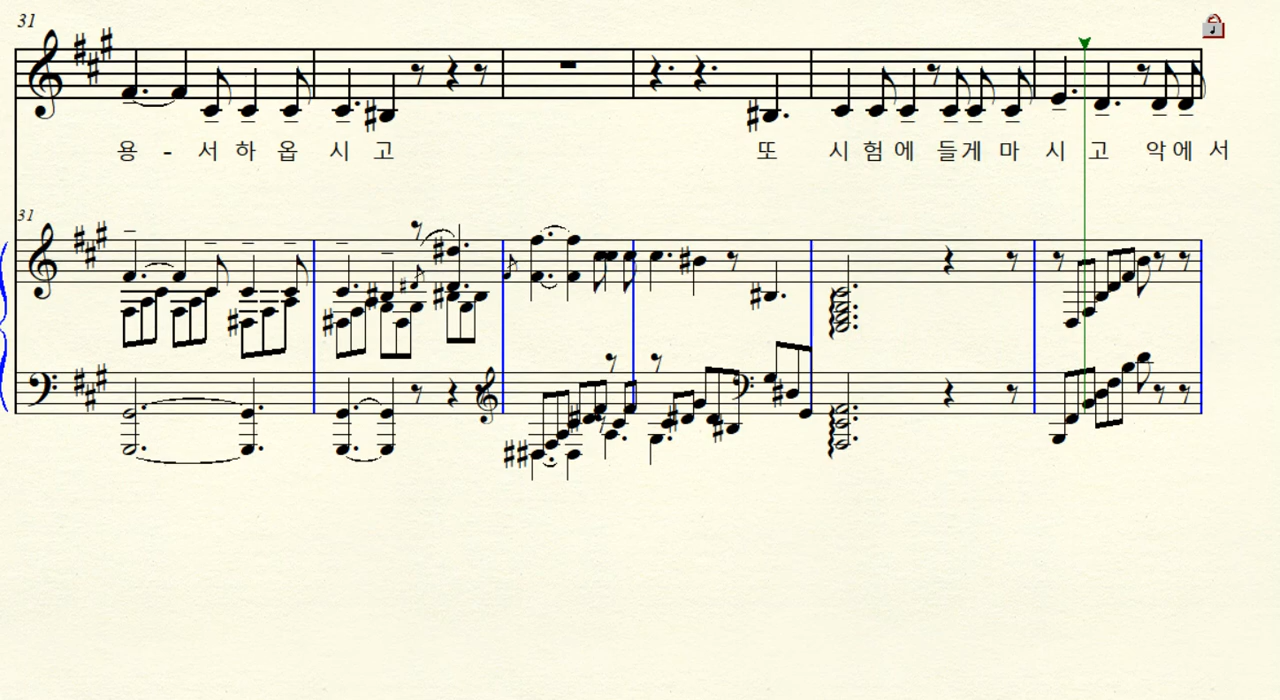 31
용 - 서 하 옵 시 고 또 시 험 에 들 게 마 시 고 악 에 서
31